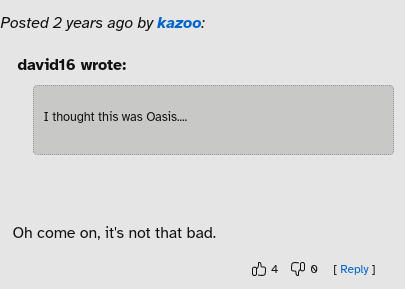 Posted 2 years ago by kazoo:
david16 wrote:
I thought this was Oasis....
Oh come on, it's not that bad.
4 0 [ Reply ]